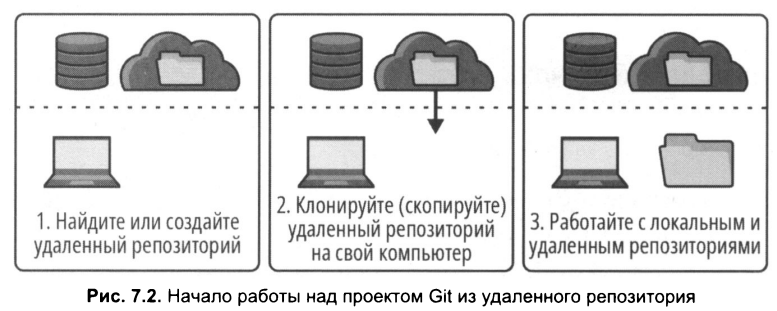 1. Найдите или создайте
удаленный репозиторий
2. Клонируйте (скопируйте)
удаленный репозиторий
на свой компьютер
3. Работайте с локальным и
удаленным репозиториями
Рис. 7.2. Начало работы над проектом Git из удаленного репозитория